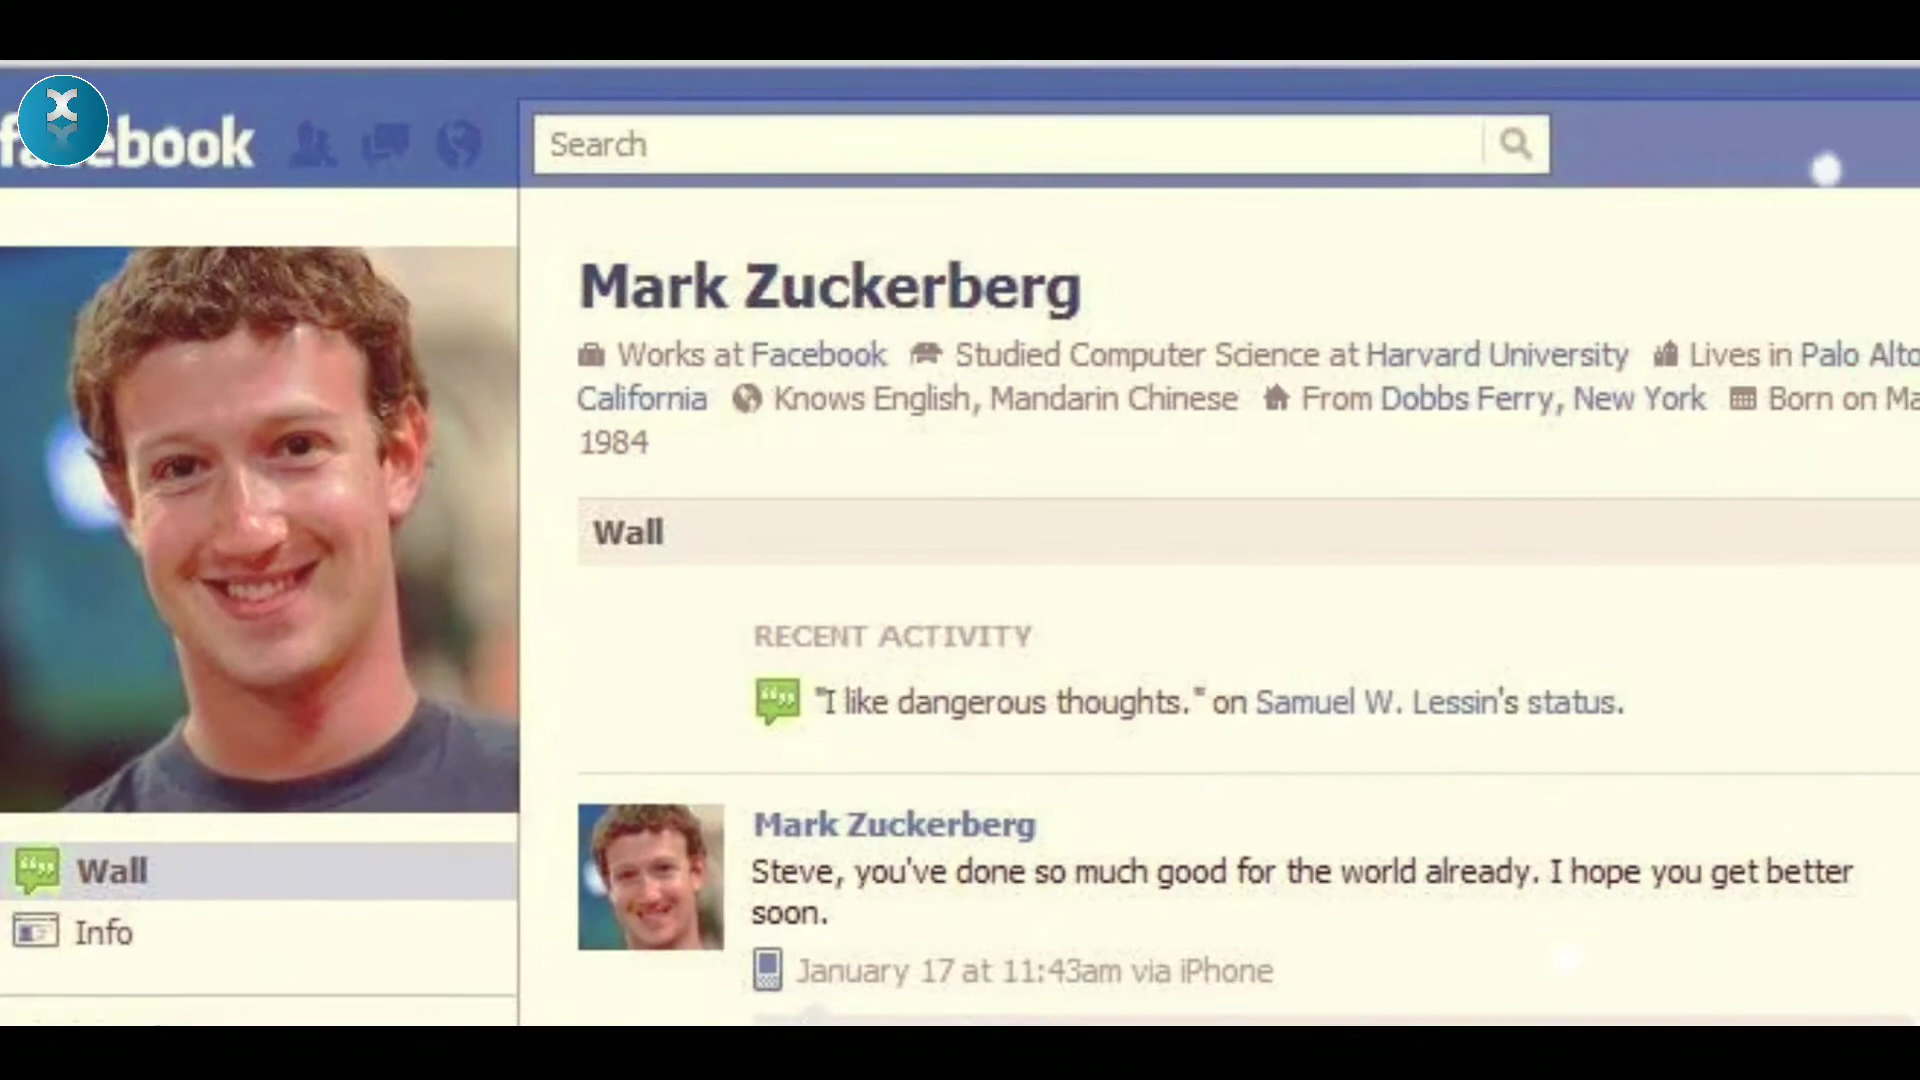 facebook
Search
Mark Zuckerberg
Works at Facebook Studied Computer Science at Harvard University Lives in Palo Alto
California Knows English, Mandarin Chinese From Dobbs Ferry, New York Born on Ma
1984
Wall
RECENT ACTIVITY
"I like dangerous thoughts." on Samuel W. Lessin's status.
Mark Zuckerberg
Steve, you've done so much good for the world already. I hope you get better
soon.
January 17 at 11:43am via iPhone
Wall
Info